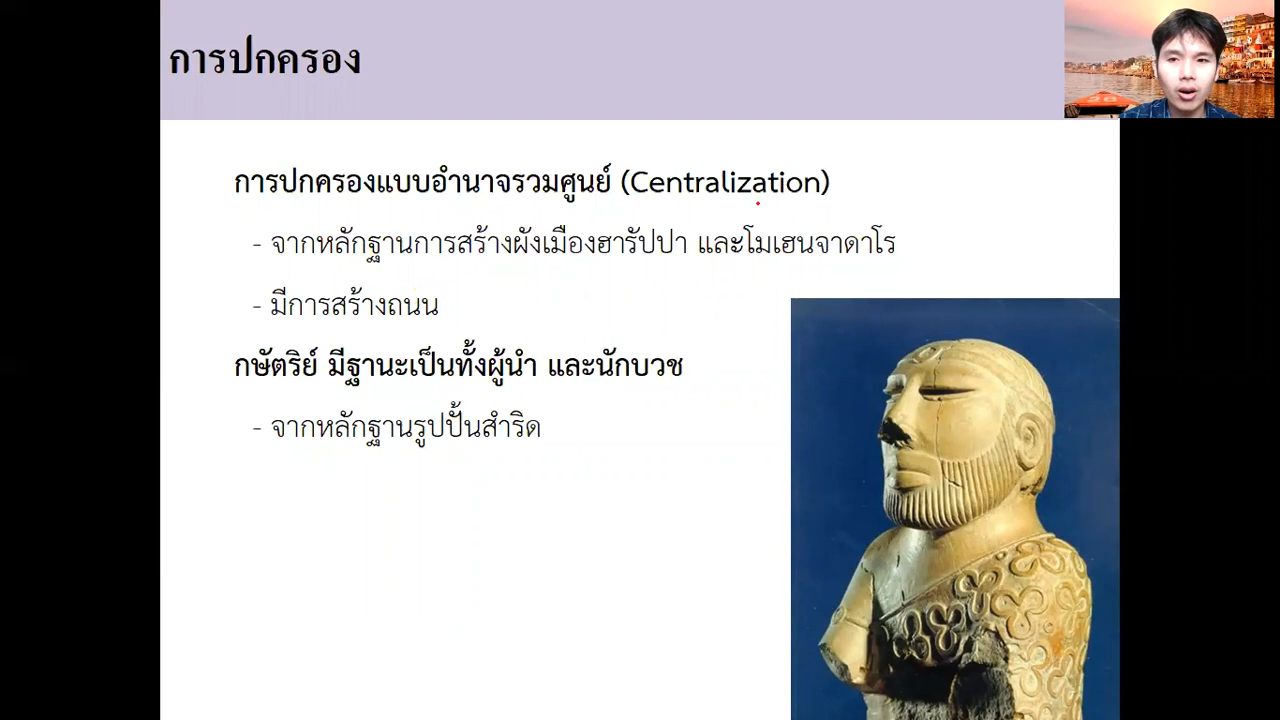 การปกครอง
การปกครองแบบอำนาจรวมศูนย์ (Centralization)
- จากหลักฐานการสร้างผังเมืองฮารัปปา และโมเฮนจาดาโร
- มีการสร้างถนน
กษัตริย์ มีฐานะเป็นทั้งผู้นำ และนักบวช
- จากหลักฐานรูปปั้นสำริด